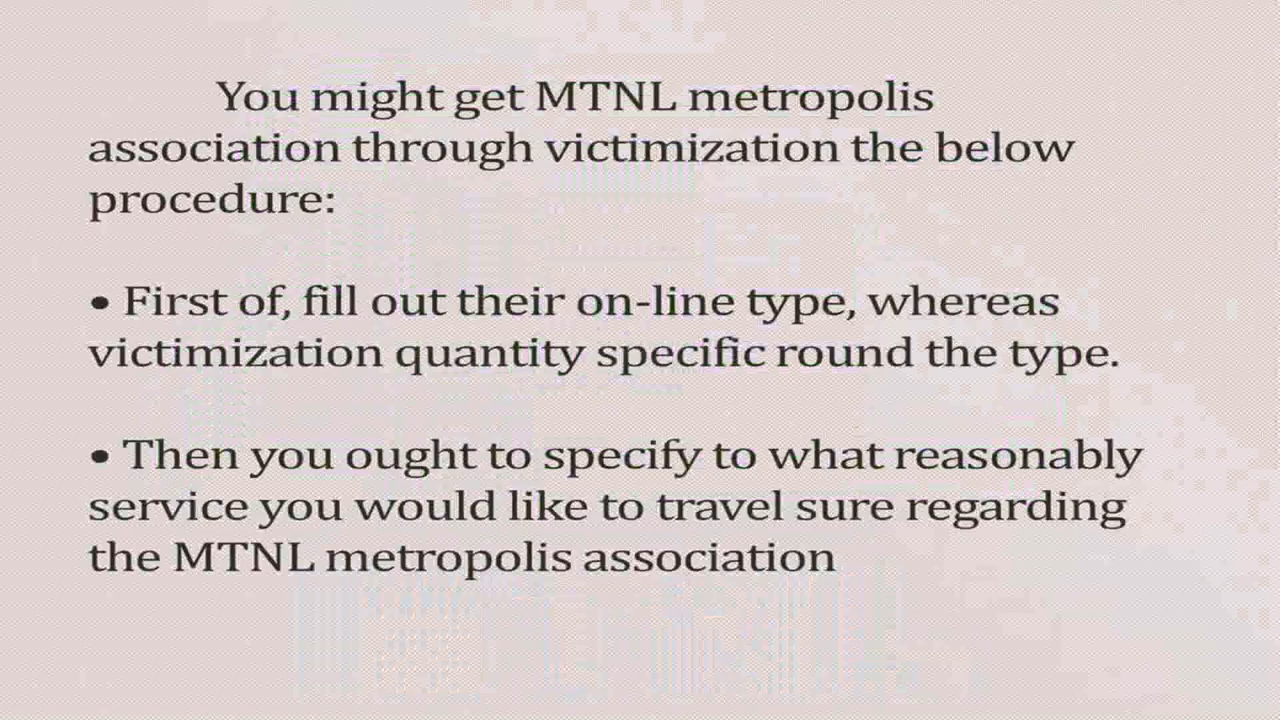 You might get MTNL metropolis
association through victimization the below
procedure:
• First of, fill out their on-line type, whereas
victimization quantity specific round the type.
• Then you ought to specify to what reasonably
service you would like to travel sure regarding
the MTNL metropolis association